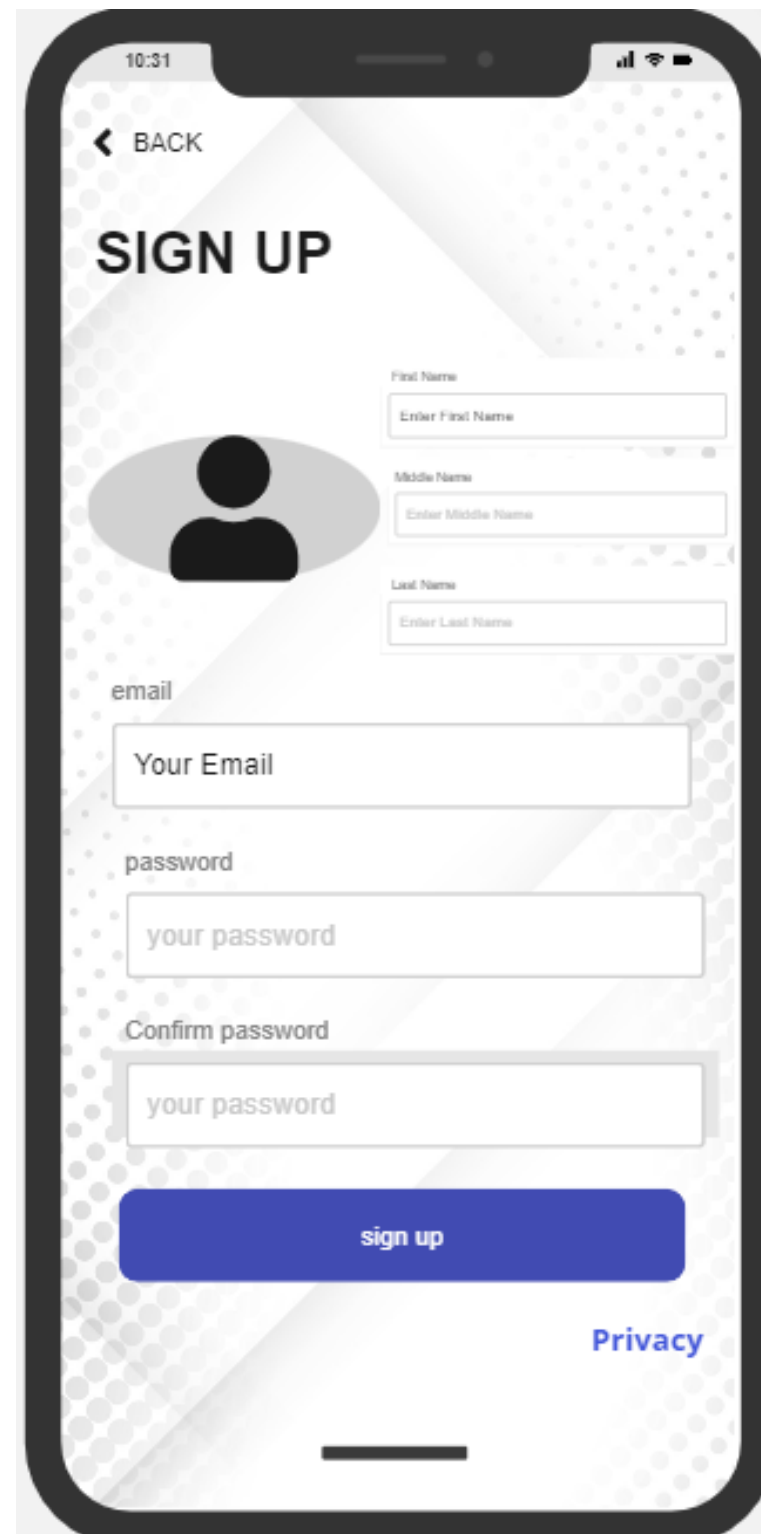 10:31
BACK
SIGN UP
First Name
Enter First Name
Middle Name
Enter Middle Name
Last Name
Enter Last Name
email
Your Email
password
your password
Confirm password
your password
sign up
Privacy